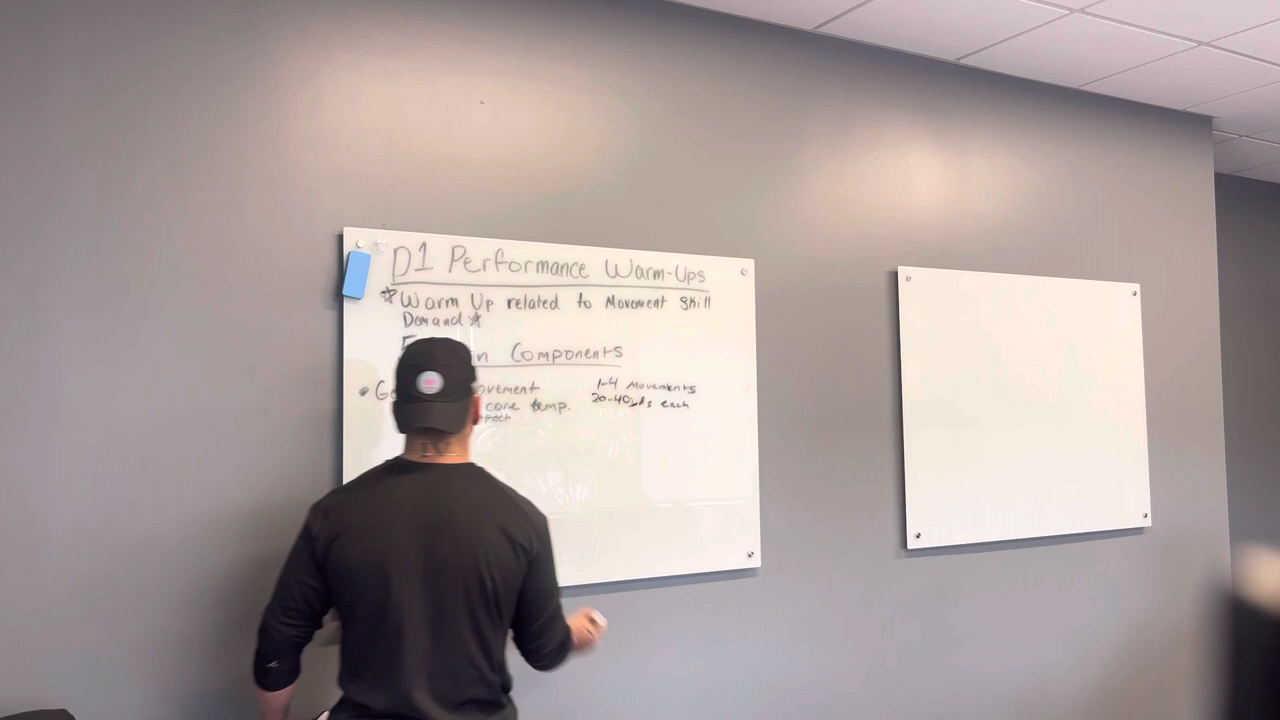 D1 Performance Warm-Ups
*Warm Up related to Movement Skill
Demand*
Components
1-4 Movements
core temp.
20-40yds each